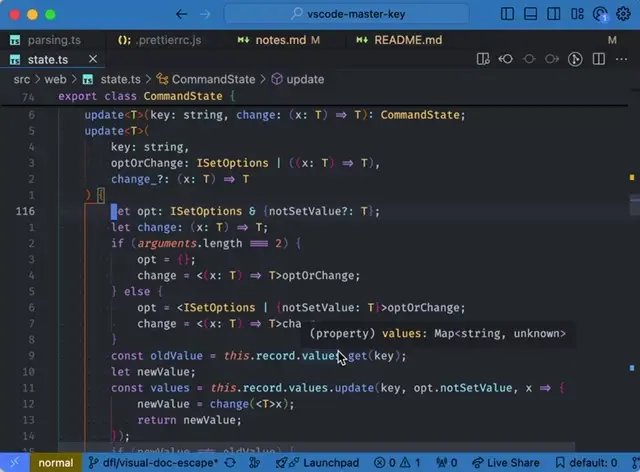 vscode-master-key
parsing.ts
.prettierrc.js
notes.md M
README.md
M
TS state.ts
src > web > TS state.ts > CommandState > update
74 export class CommandState {
6 update<T>(key: string, change: (x: T) ⇒ T): CommandState;
5 update<T>(
4 key: string,
3 optOrChange: ISetOptions | ((x: T) ⇒ T),
2 change_?: (x: T) ⇒ T
1 ) {
116 let opt: ISetOptions & {notSetValue?: T};
1 let change: (x: T) ⇒ T;
2 if (arguments.length === 2) {
3 opt = {};
4 change = <(x: T) ⇒ T>optOrChange;
5 } else {
6 opt = <ISetOptions | {notSetValue: T}>optOrChange;
7 change = <(x: T) ⇒ T>cha
(property) values: Map<string, unknown>
8 }
9 const oldValue = this.record.values.get(key);
10 let newValue;
11 const values = this.record.values.update(key, opt.notSetValue, x ⇒ {
12 newValue = change(<T>x);
13 return newValue;
14 });
15 if (newValue === oldValue) {
normal dfl/visual-doc-escape* Launchpad 0 1 0 Live Share default: 0